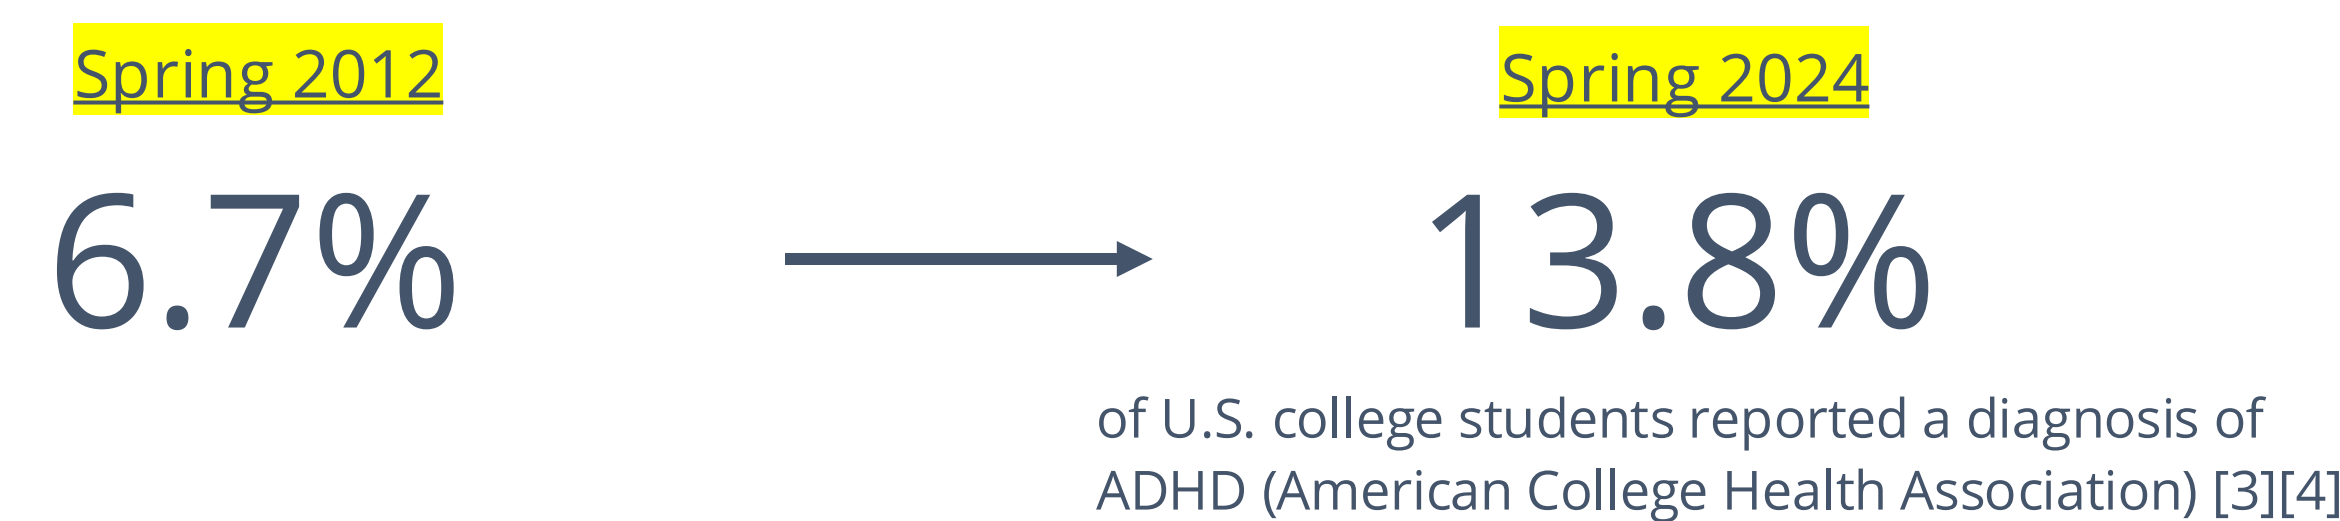 Spring 2012
Spring 2024
6.7%
13.8%
of U.S. college students reported a diagnosis of
ADHD (American College Health Association) [3][4]